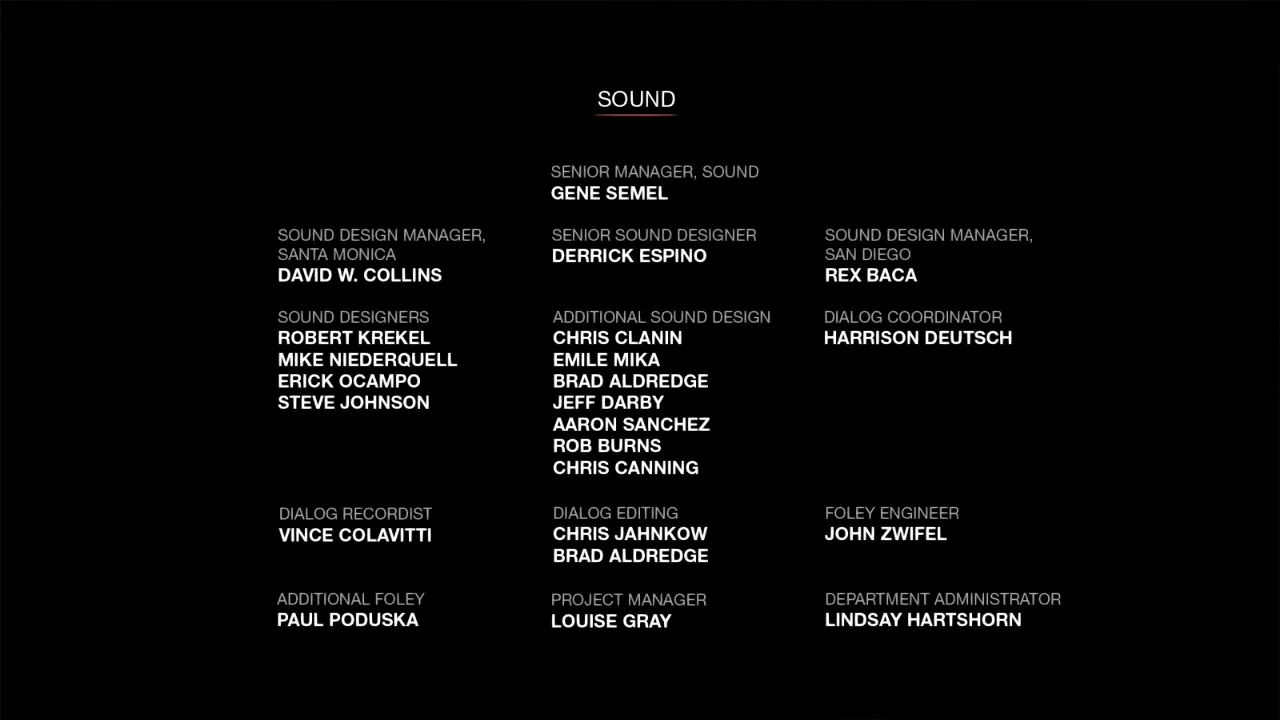 SOUND
SENIOR MANAGER, SOUND
GENE SEMEL
SOUND DESIGN MANAGER,
SANTA MONICA
DAVID W. COLLINS
SENIOR SOUND DESIGNER
DERRICK ESPINO
SOUND DESIGN MANAGER,
SAN DIEGO
REX BACA
SOUND DESIGNERS
ROBERT KREKEL
MIKE NIEDERQUELL
ERICK OCAMPO
STEVE JOHNSON
ADDITIONAL SOUND DESIGN
CHRIS CLANIN
EMILE MIKA
BRAD ALDREDGE
JEFF DARBY
AARON SANCHEZ
ROB BURNS
CHRIS CANNING
DIALOG COORDINATOR
HARRISON DEUTSCH
DIALOG RECORDIST
VINCE COLAVITTI
DIALOG EDITING
CHRIS JAHNKOW
BRAD ALDREDGE
FOLEY ENGINEER
JOHN ZWIFEL
ADDITIONAL FOLEY
PAUL PODUSKA
PROJECT MANAGER
LOUISE GRAY
DEPARTMENT ADMINISTRATOR
LINDSAY HARTSHORN